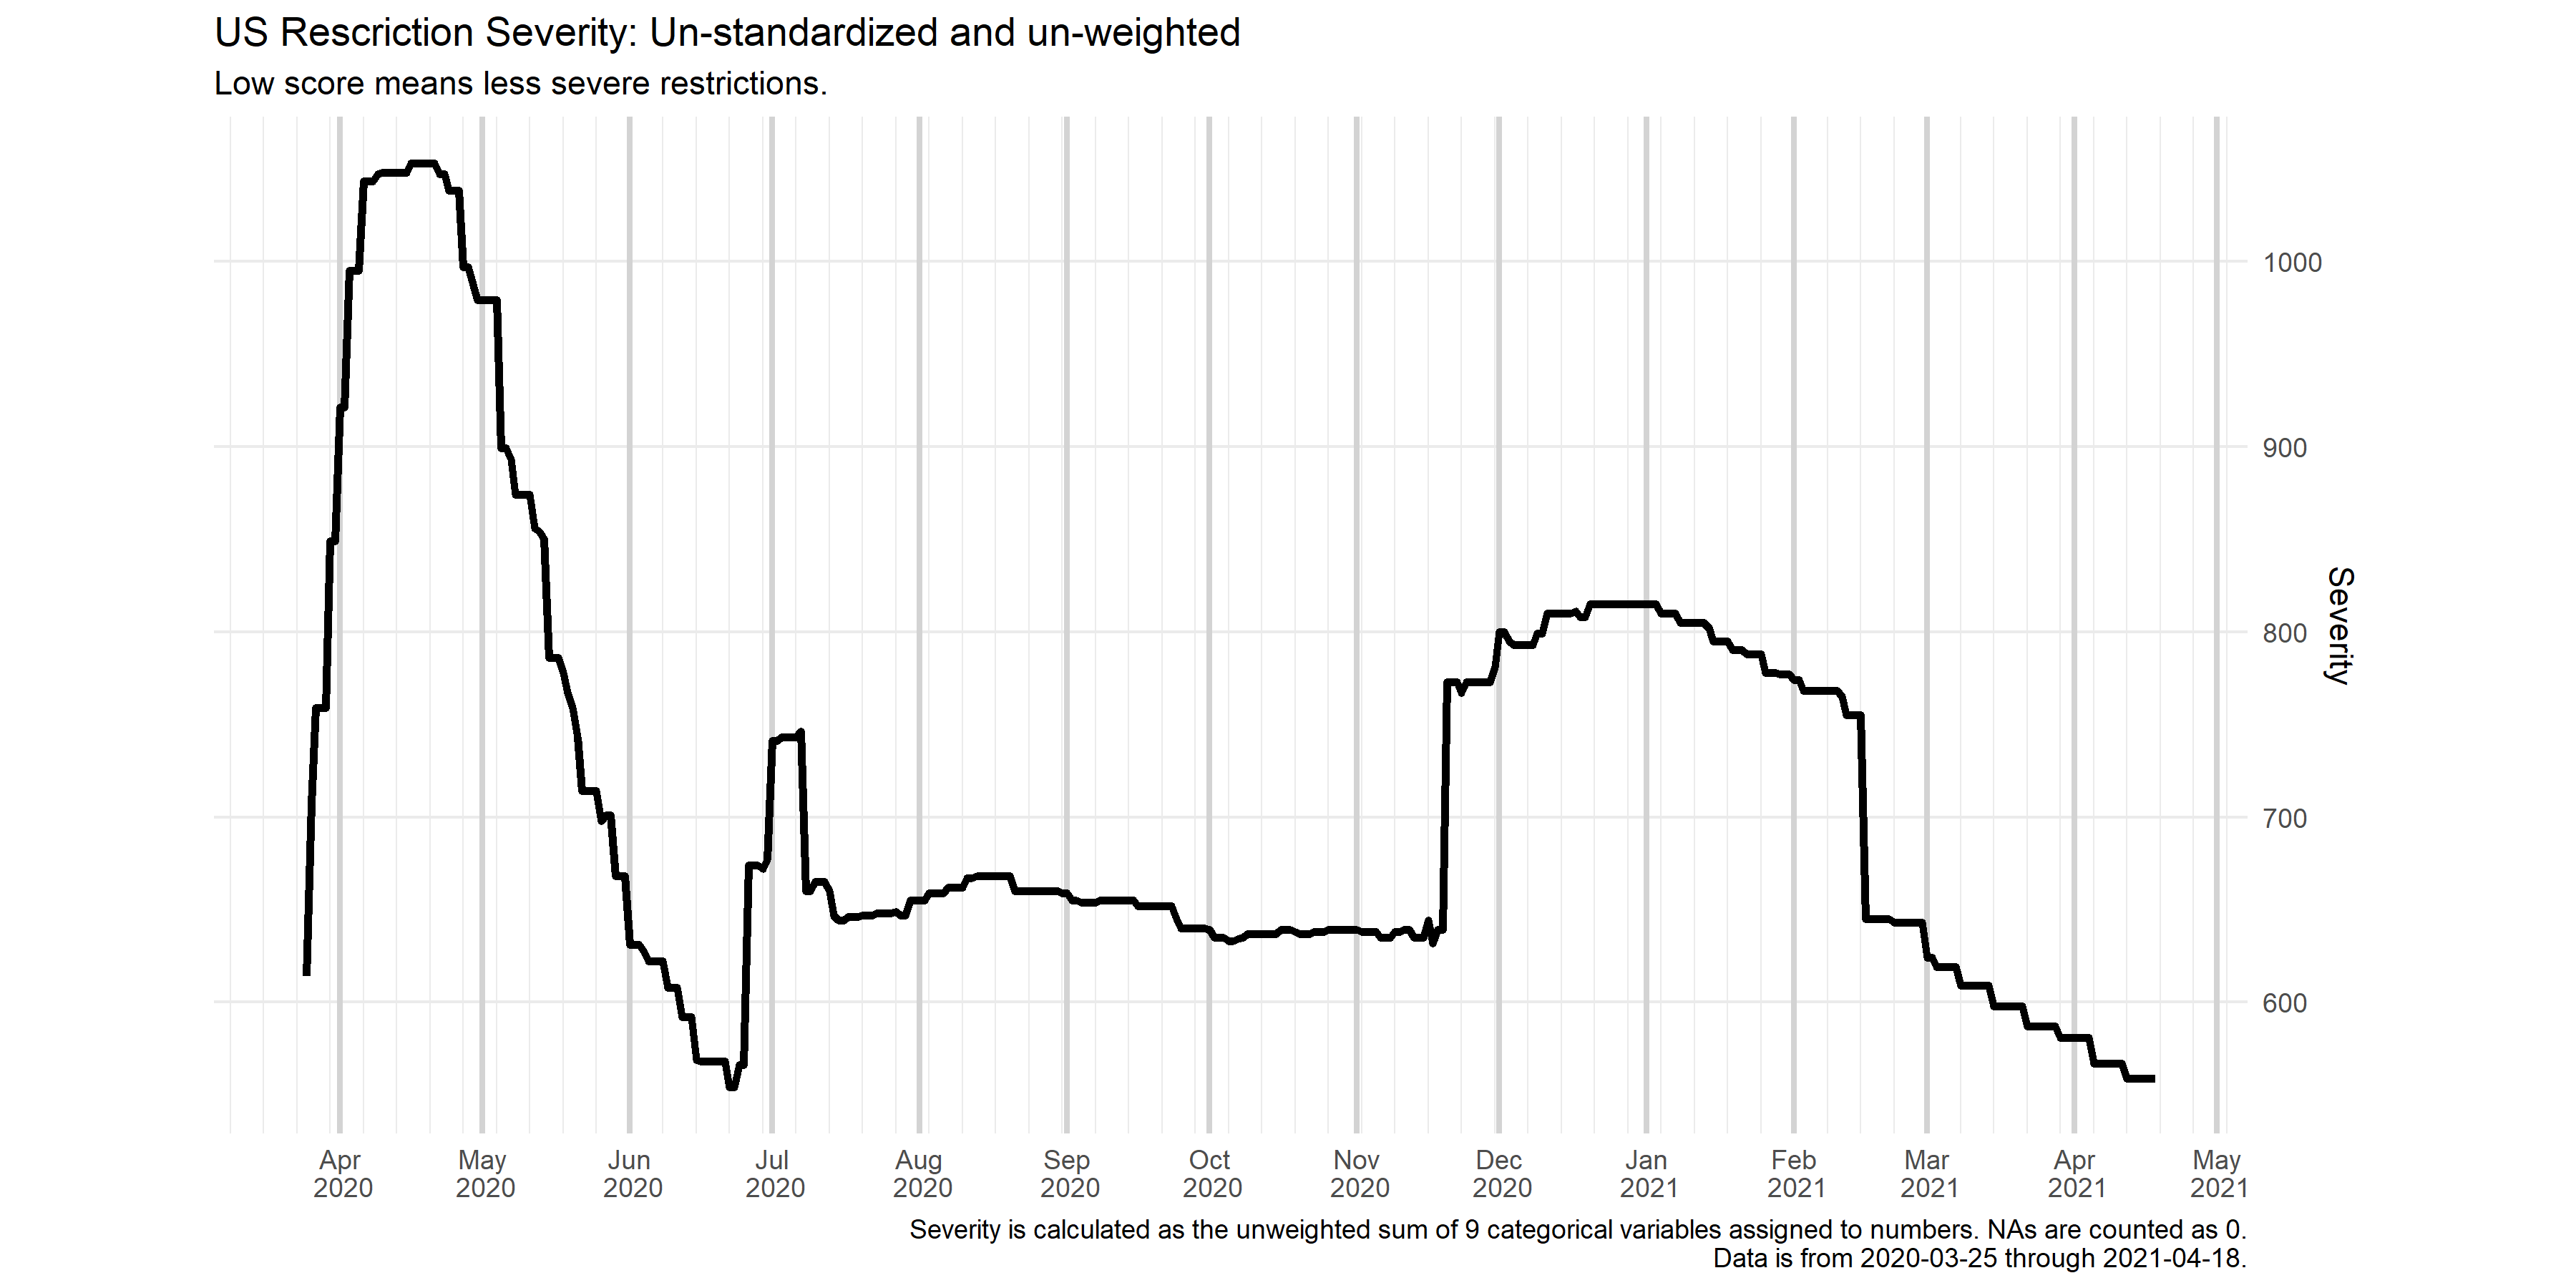 US Rescriction Severity: Un-standardized and un-weighted
Low score means less severe restrictions.
1000
900
800
700
600
Severity
Apr May Jun Jul Aug Sep Oct Nov Dec Jan Feb Mar Apr May
2020 2020 2020 2020 2020 2020 2020 2020 2020 2021 2021 2021 2021 2021
Severity is calculated as the unweighted sum of 9 categorical variables assigned to numbers. NAs are counted as 0.
Data is from 2020-03-25 through 2021-04-18.